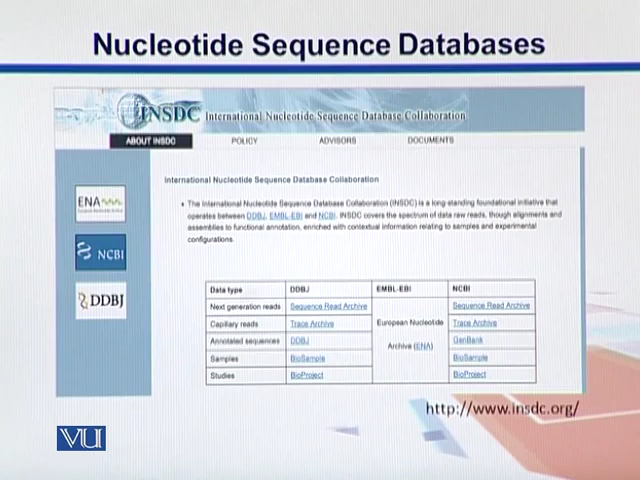 Nucleotide Sequence Databases
INSDC International Nucleotide Sequence Database Collaboration
ABOUT INSDC POLICY ADVISORS DOCUMENTS
International Nucleotide Sequence Database Collaboration
• The International Nucleotide Sequence Database Collaboration (INSDC) is a long-standing foundational initiative that
operates between DDBJ, EMBL-EBI and NCBI. INSDC covers the spectrum of data raw reads, though alignments and
assemblies to functional annotation, enriched with contextual information relating to samples and experimental
configurations.
ENA
NCBI
DDBJ
Data type DDBJ EMBL-EBI NCBI
Next generation reads Sequence Read Archive Sequence Read Archive
Capillary reads Trace Archive European Nucleotide Trace Archive
Annotated sequences DDBJ Archive (ENA) GenBank
Samples BioSample BioSample
Studies BioProject BioProject
http://www.insdc.org/
VU